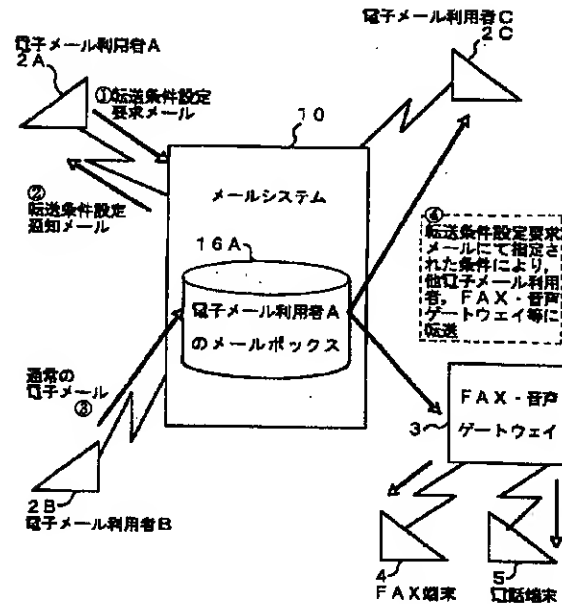 電子メール利用者A
2A
①転送条件設定
要求メール
②
転送条件設定
通知メール
10
メールシステム
16A
電子メール利用者A
のメールボックス
通常の
電子メール
③
2B
電子メール利用者B
電子メール利用者C
2C
④
転送条件設定要求
メールにて指定さ
れた条件により,
他電子メール利用
者,FAX・音声
ゲートウェイ等に
転送
FAX・音声
ゲートウェイ
3
4
FAX端末
5
電話端末